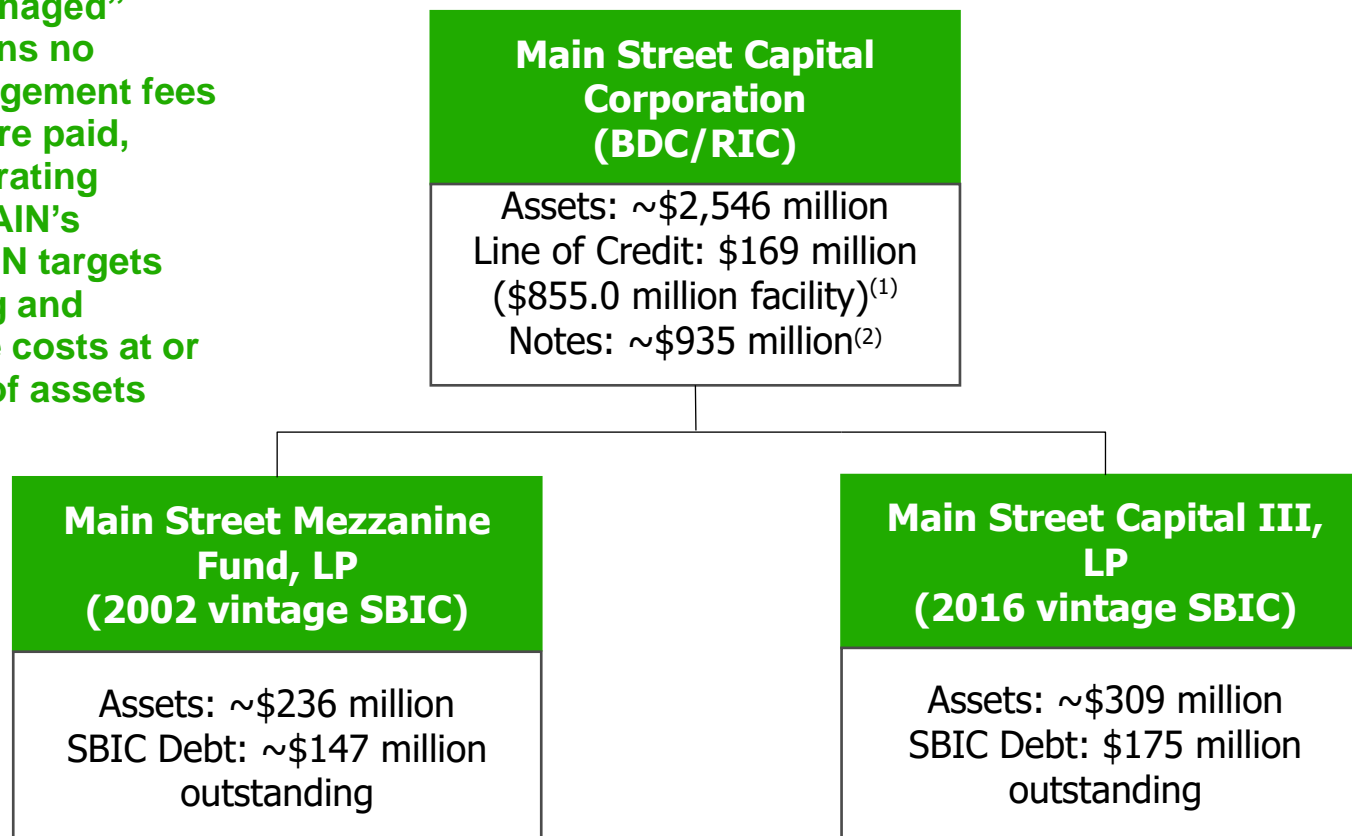 naged”
ns no
gement fees
re paid,
rating
AIN’s
N targets
g and
e costs at or
of assets
Main Street Capital
Corporation
(BDC/RIC)
Assets: ~$2,546 million
Line of Credit: $169 million
($855.0 million facility)(1)
Notes: ~$935 million(2)
Main Street Mezzanine
Fund, LP
(2002 vintage SBIC)
Assets: ~$236 million
SBIC Debt: ~$147 million
outstanding
Main Street Capital III,
LP
(2016 vintage SBIC)
Assets: ~$309 million
SBIC Debt: $175 million
outstanding